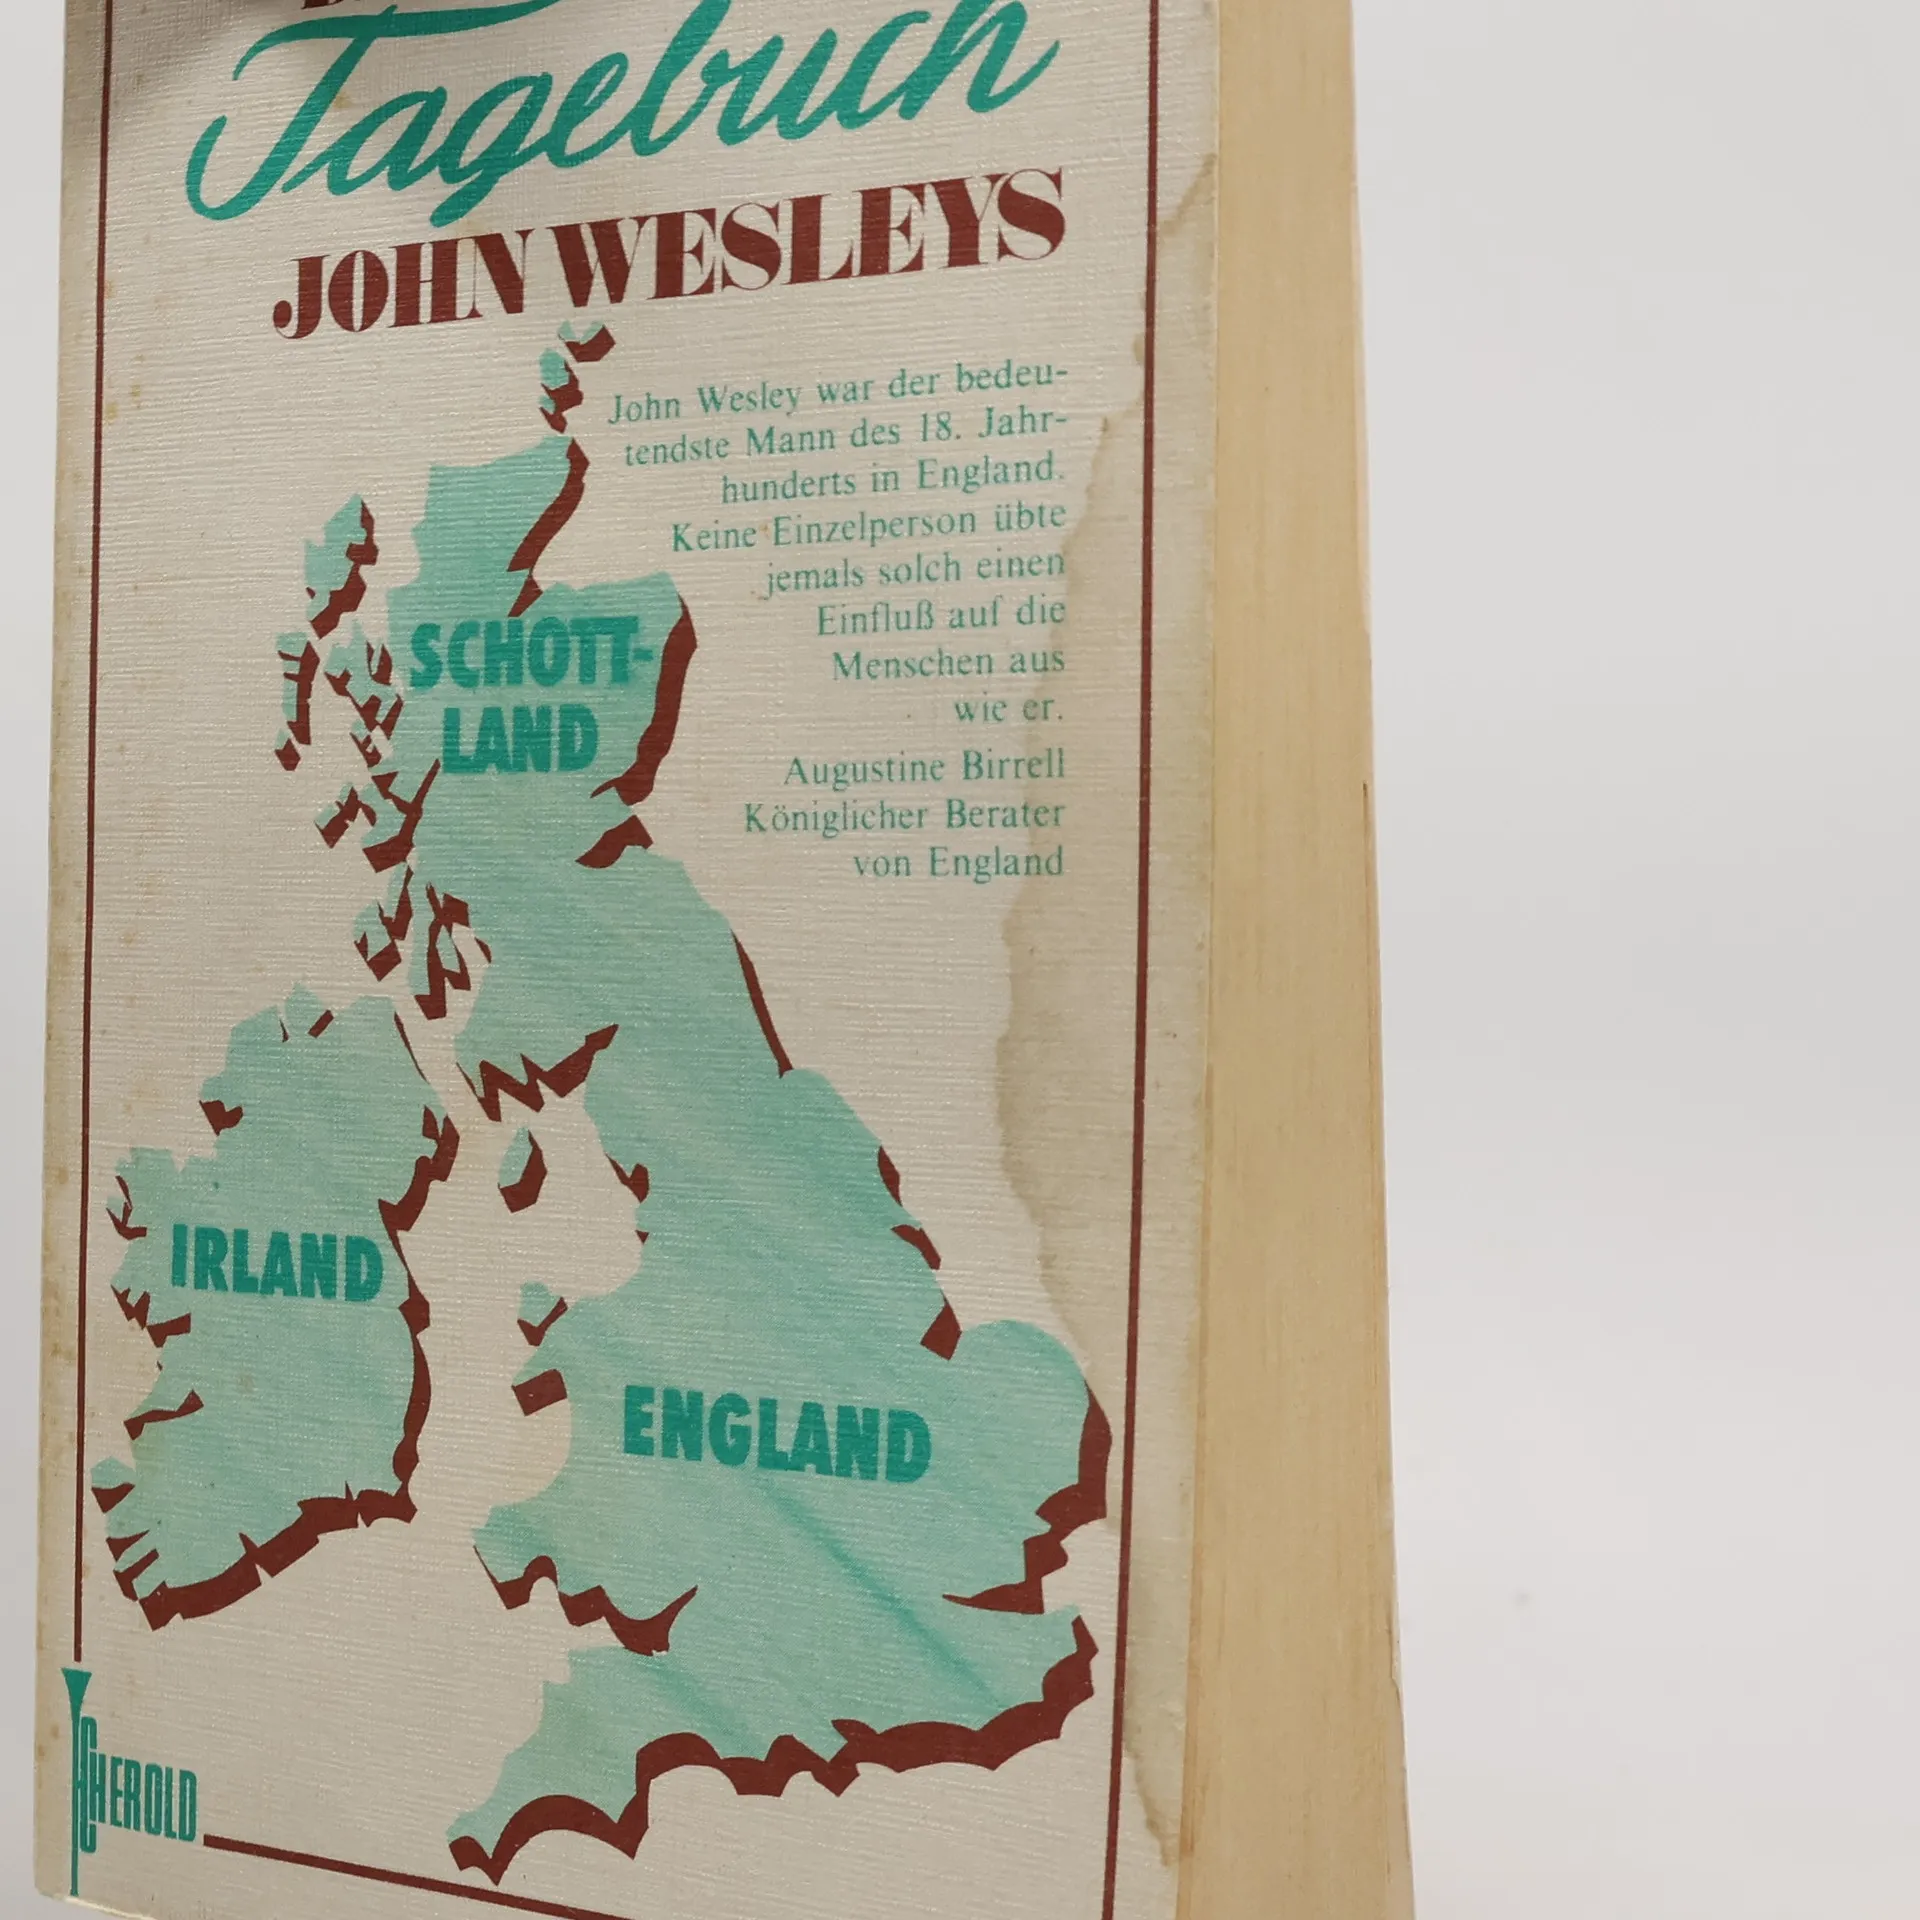 Tagebuch
JOHN WESLEYS
John Wesley war der bedeu-
tendste Mann des 18. Jahr-
hunderts in England.
Keine Einzelperson übte
jemals solch einen
Einfluß auf die
Menschen aus
wie er.
Augustine Birrell
Königlicher Berater
von England
SCHOTT-
LAND
IRLAND
ENGLAND
HEROLD